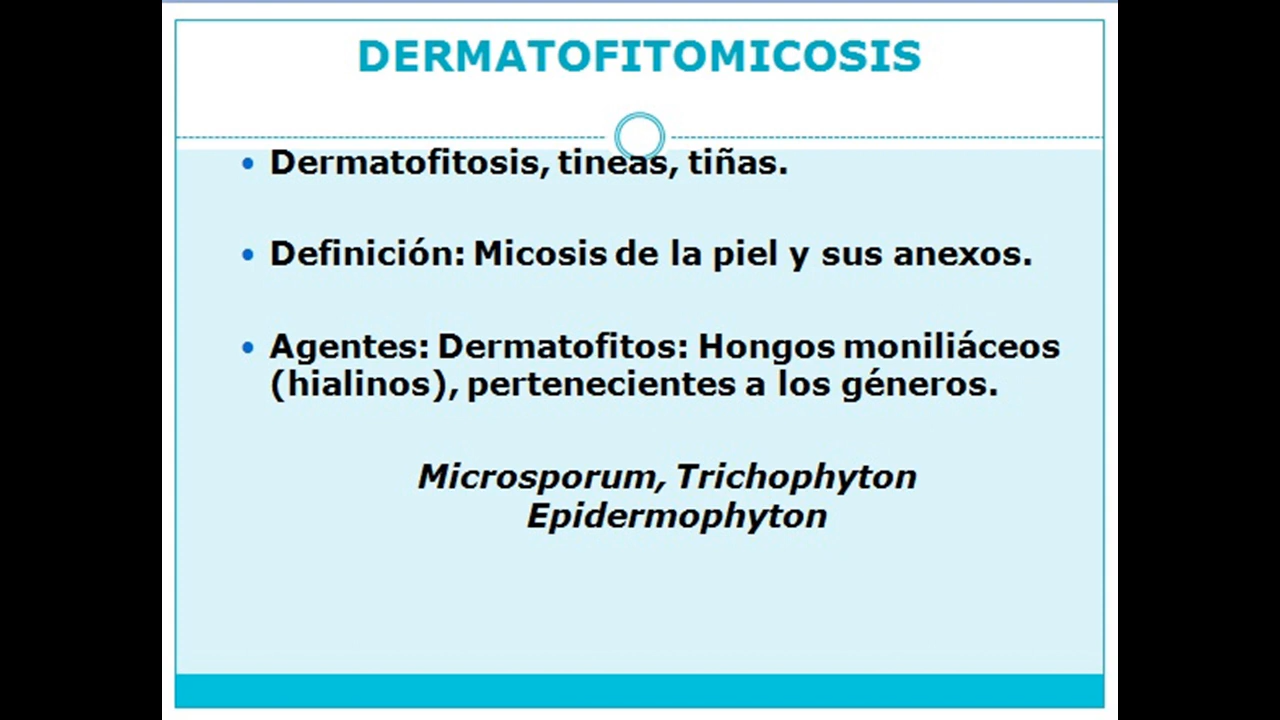 DERMATOFITOMICOSIS
• Dermatofitosis, tineas, tiñas.
• Definición: Micosis de la piel y sus anexos.
• Agentes: Dermatofitos: Hongos moniliáceos
(hialinos), pertenecientes a los géneros.
Microsporum, Trichophyton
Epidermophyton